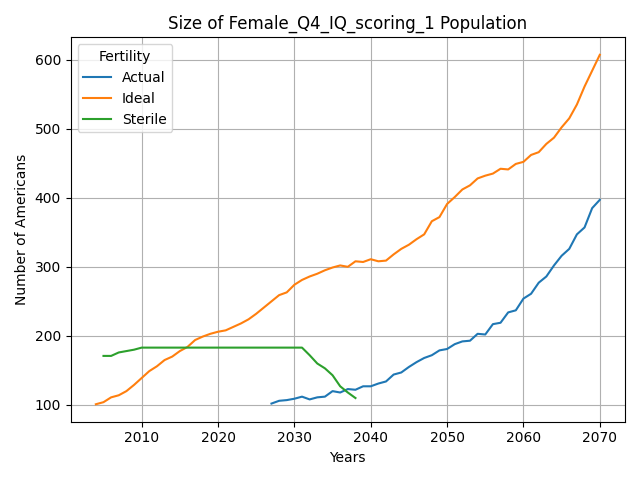 Size of Female_Q4_IQ_scoring_1 Population
Fertility
Actual
Ideal
Sterile
Number of Americans
600
500
400
300
200
100
2010 2020 2030 2040 2050 2060 2070
Years